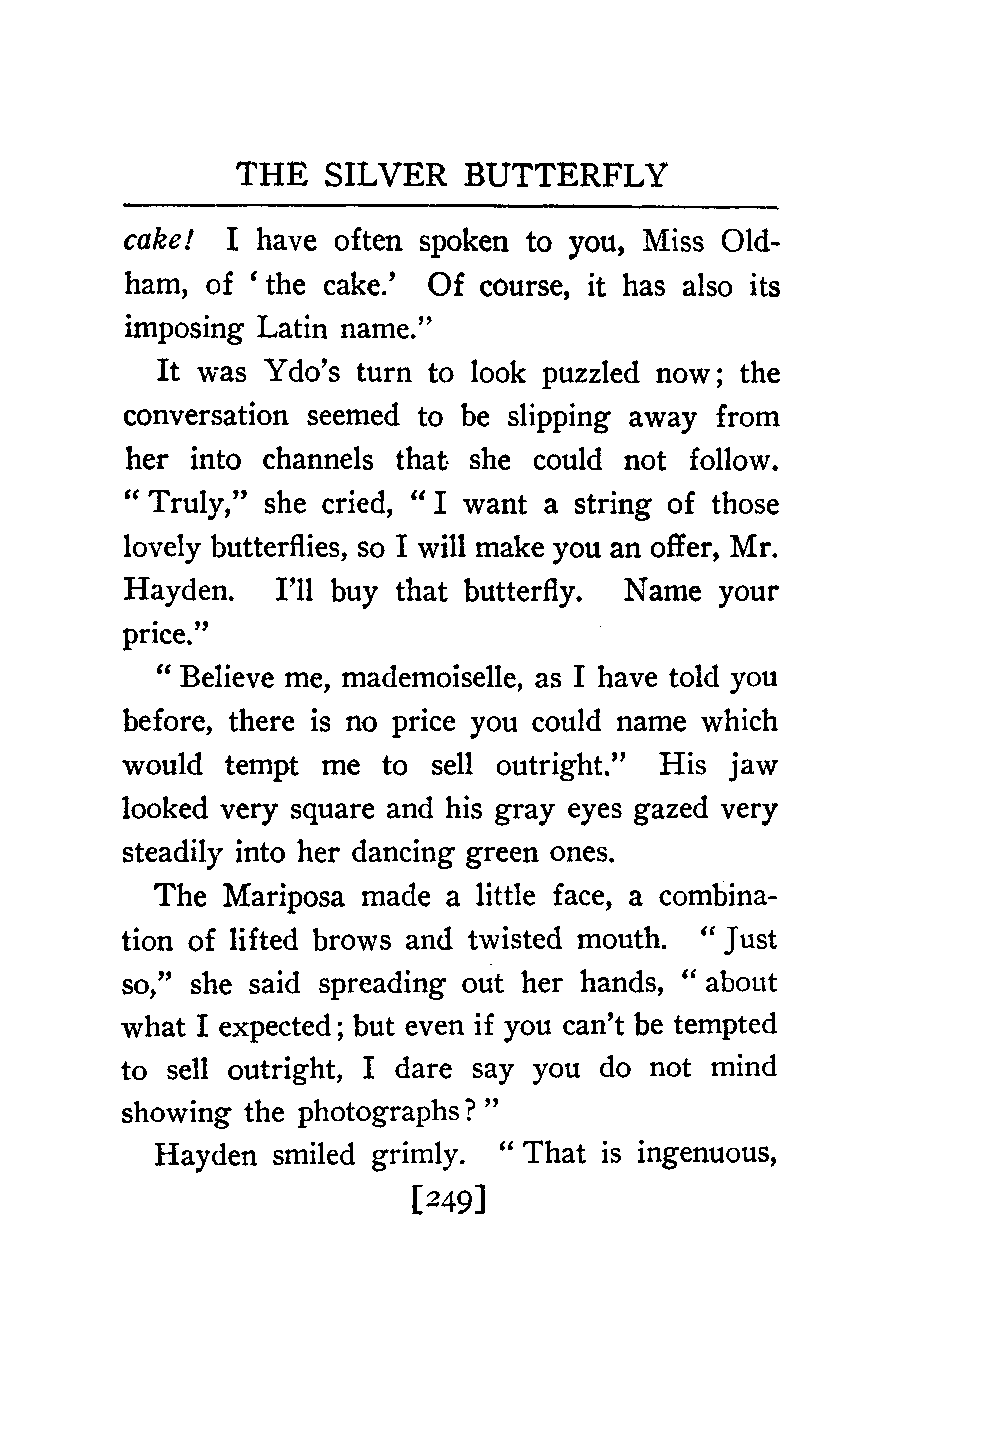 THE SILVER BUTTERFLY
cake! I have often spoken to you, Miss Old-
ham, of ‘the cake.’ Of course, it has also its
imposing Latin name.”
It was Ydo’s turn to look puzzled now; the
conversation seemed to be slipping away from
her into channels that she could not follow.
“Truly,” she cried, “I want a string of those
lovely butterflies, so I will make you an offer, Mr.
Hayden. I’ll buy that butterfly. Name your
price.”
“Believe me, mademoiselle, as I have told you
before, there is no price you could name which
would tempt me to sell outright.” His jaw
looked very square and his gray eyes gazed very
steadily into her dancing green ones.
The Mariposa made a little face, a combina-
tion of lifted brows and twisted mouth. “Just
so,” she said spreading out her hands, “about
what I expected; but even if you can’t be tempted
to sell outright, I dare say you do not mind
showing the photographs?”
Hayden smiled grimly. “That is ingenuous,
[249]